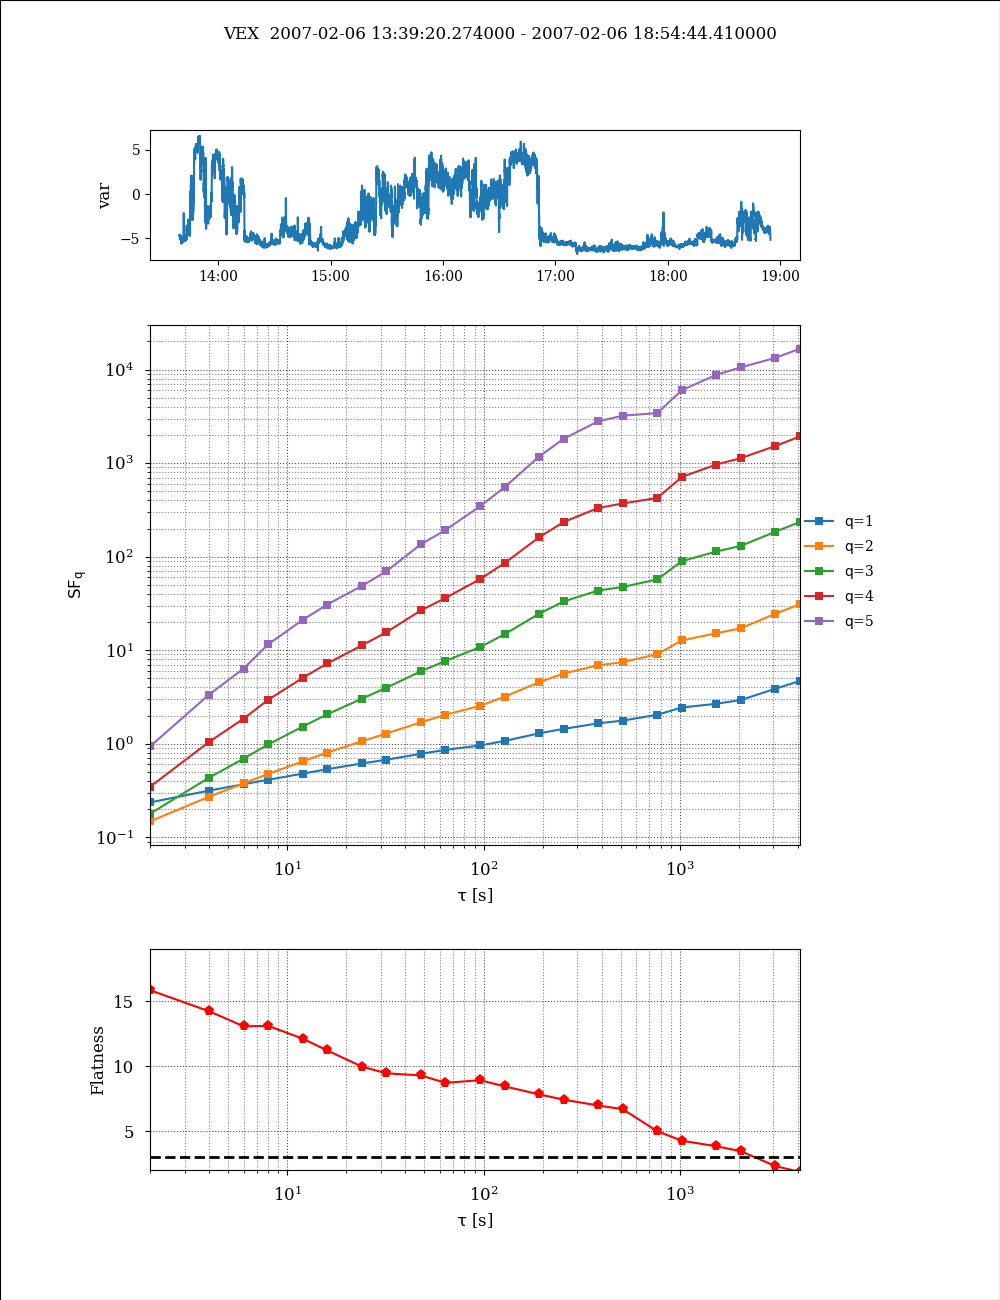 VEX  2007-02-06 13:39:20.274000 - 2007-02-06 18:54:44.410000
var
5
0
−5
14:00 15:00 16:00 17:00 18:00 19:00
SF_q
10⁴
10³
10²
10¹
10⁰
10⁻¹
10¹ 10² 10³
τ [s]
q=1
q=2
q=3
q=4
q=5
Flatness
15
10
5
10¹ 10² 10³
τ [s]